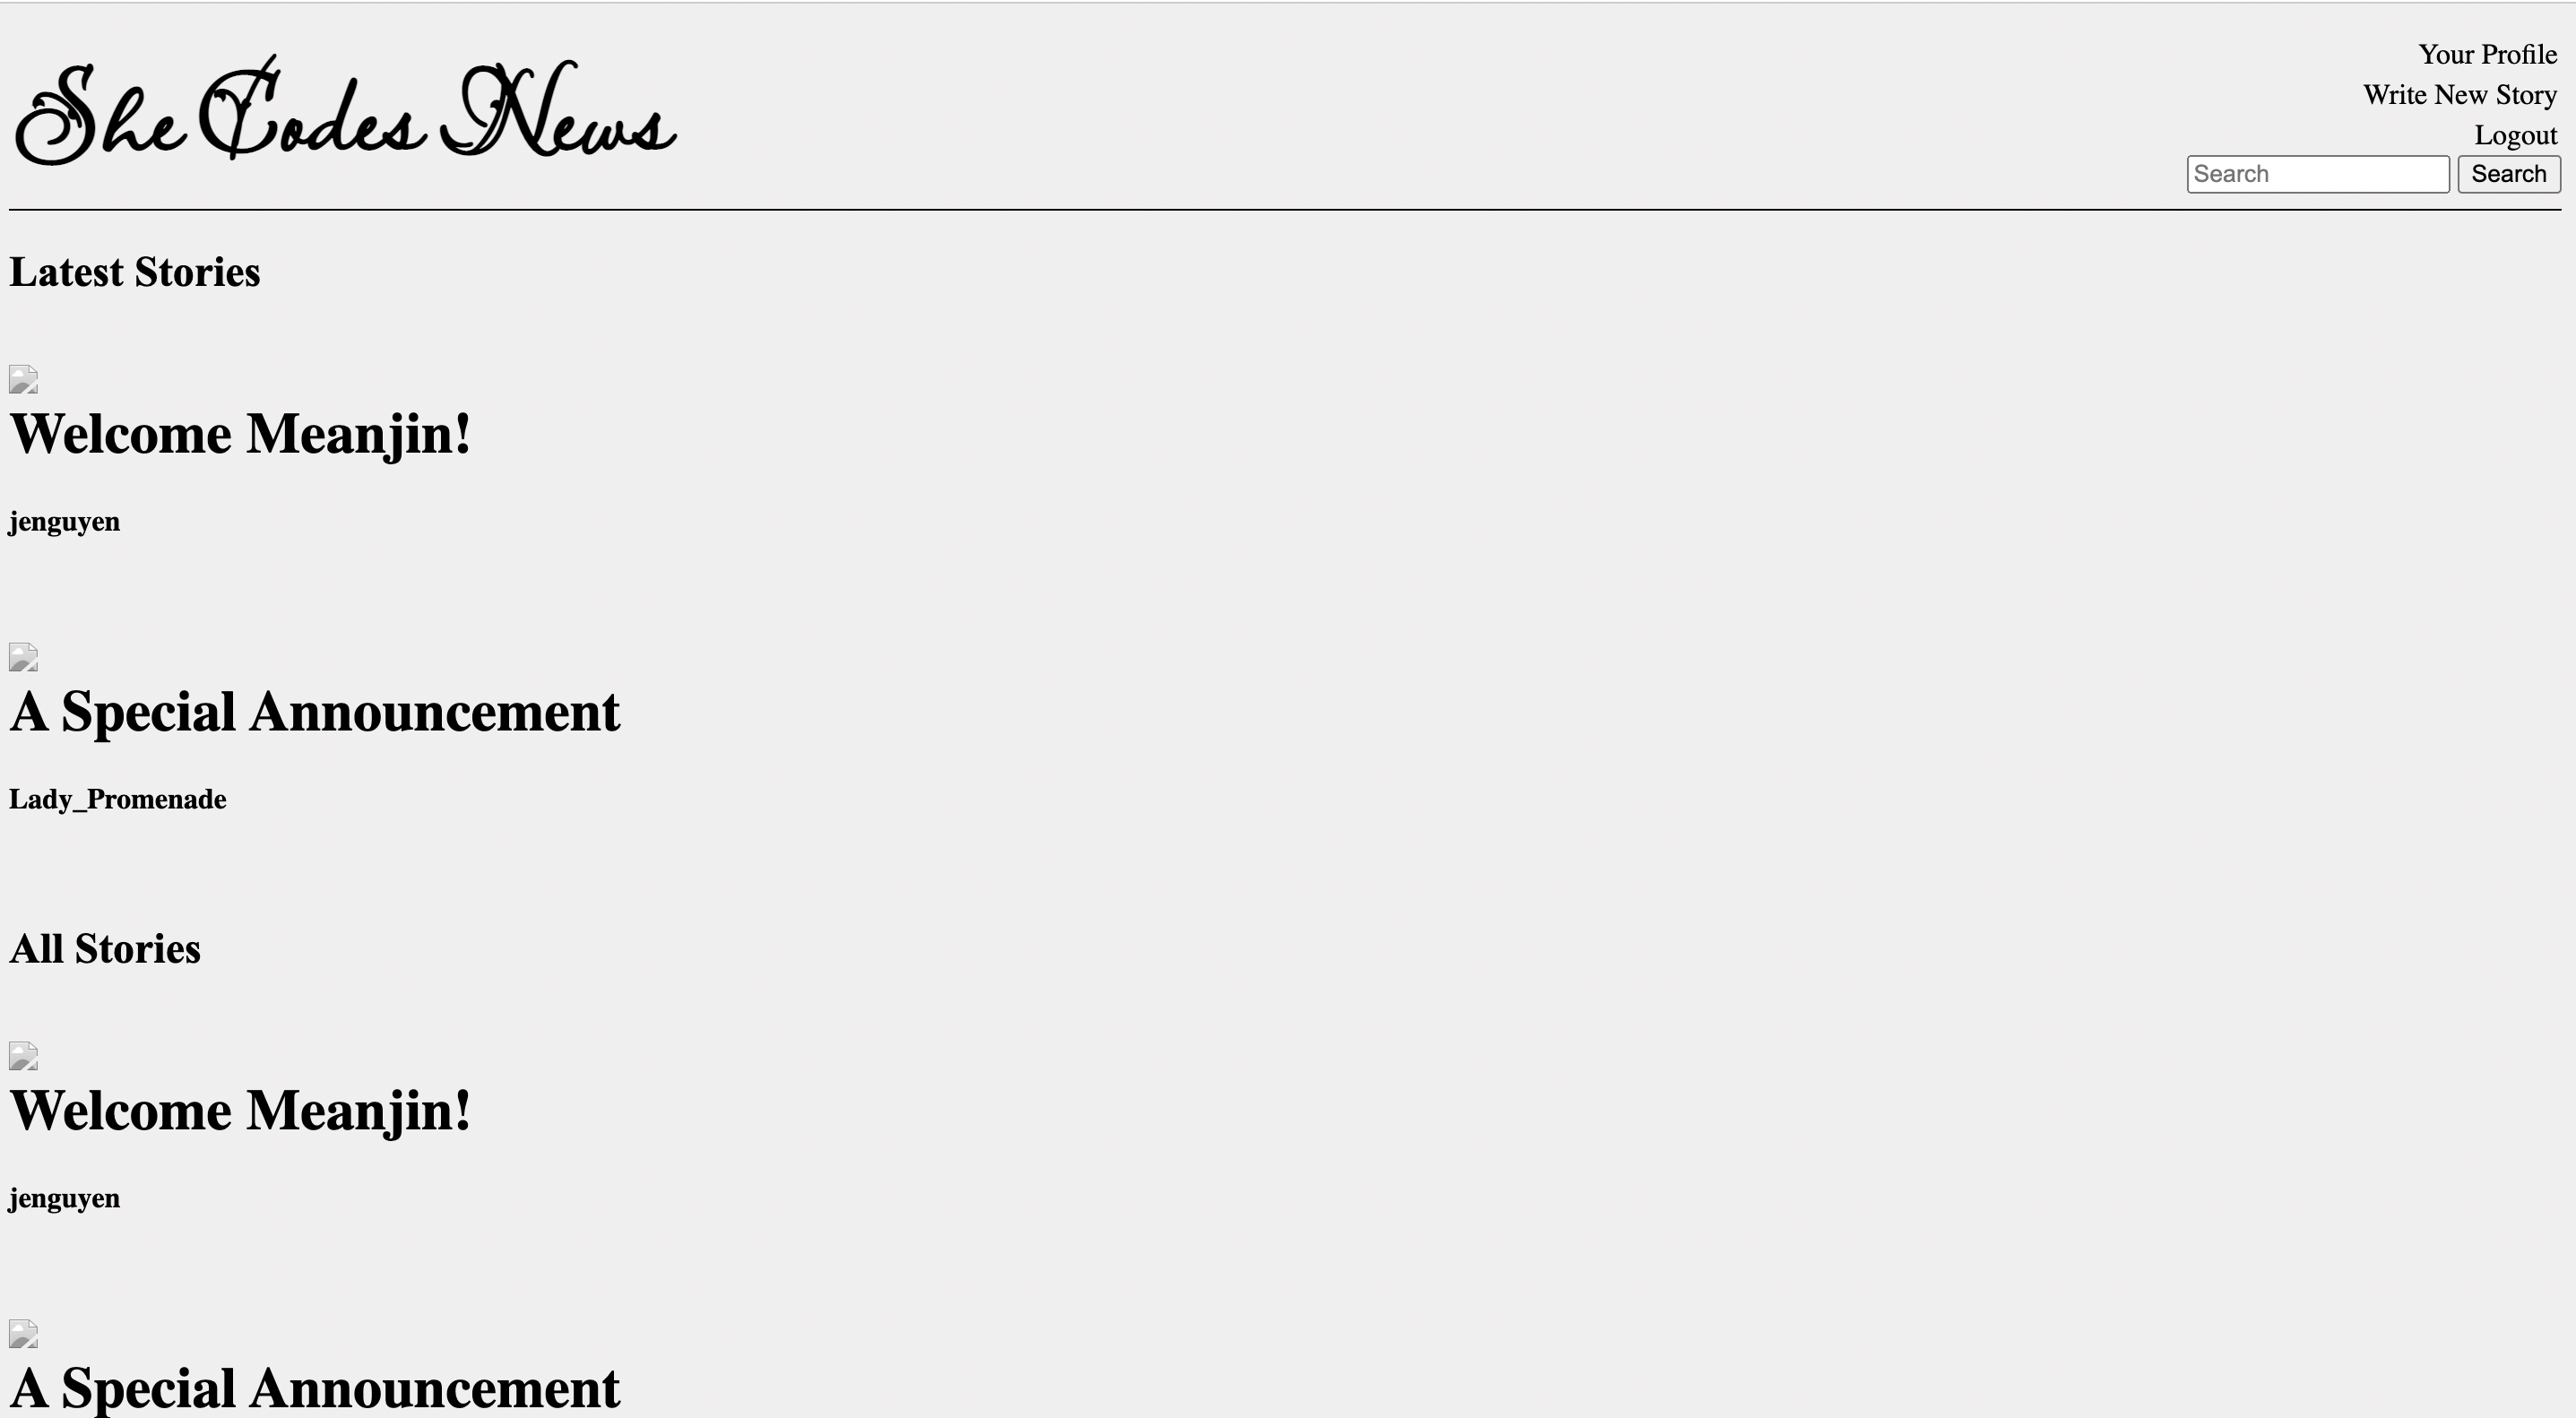 She Codes News
Your Profile
Write New Story
Logout
Search Search
Latest Stories
Welcome Meanjin!
jenguyen
A Special Announcement
Lady_Promenade
All Stories
Welcome Meanjin!
jenguyen
A Special Announcement